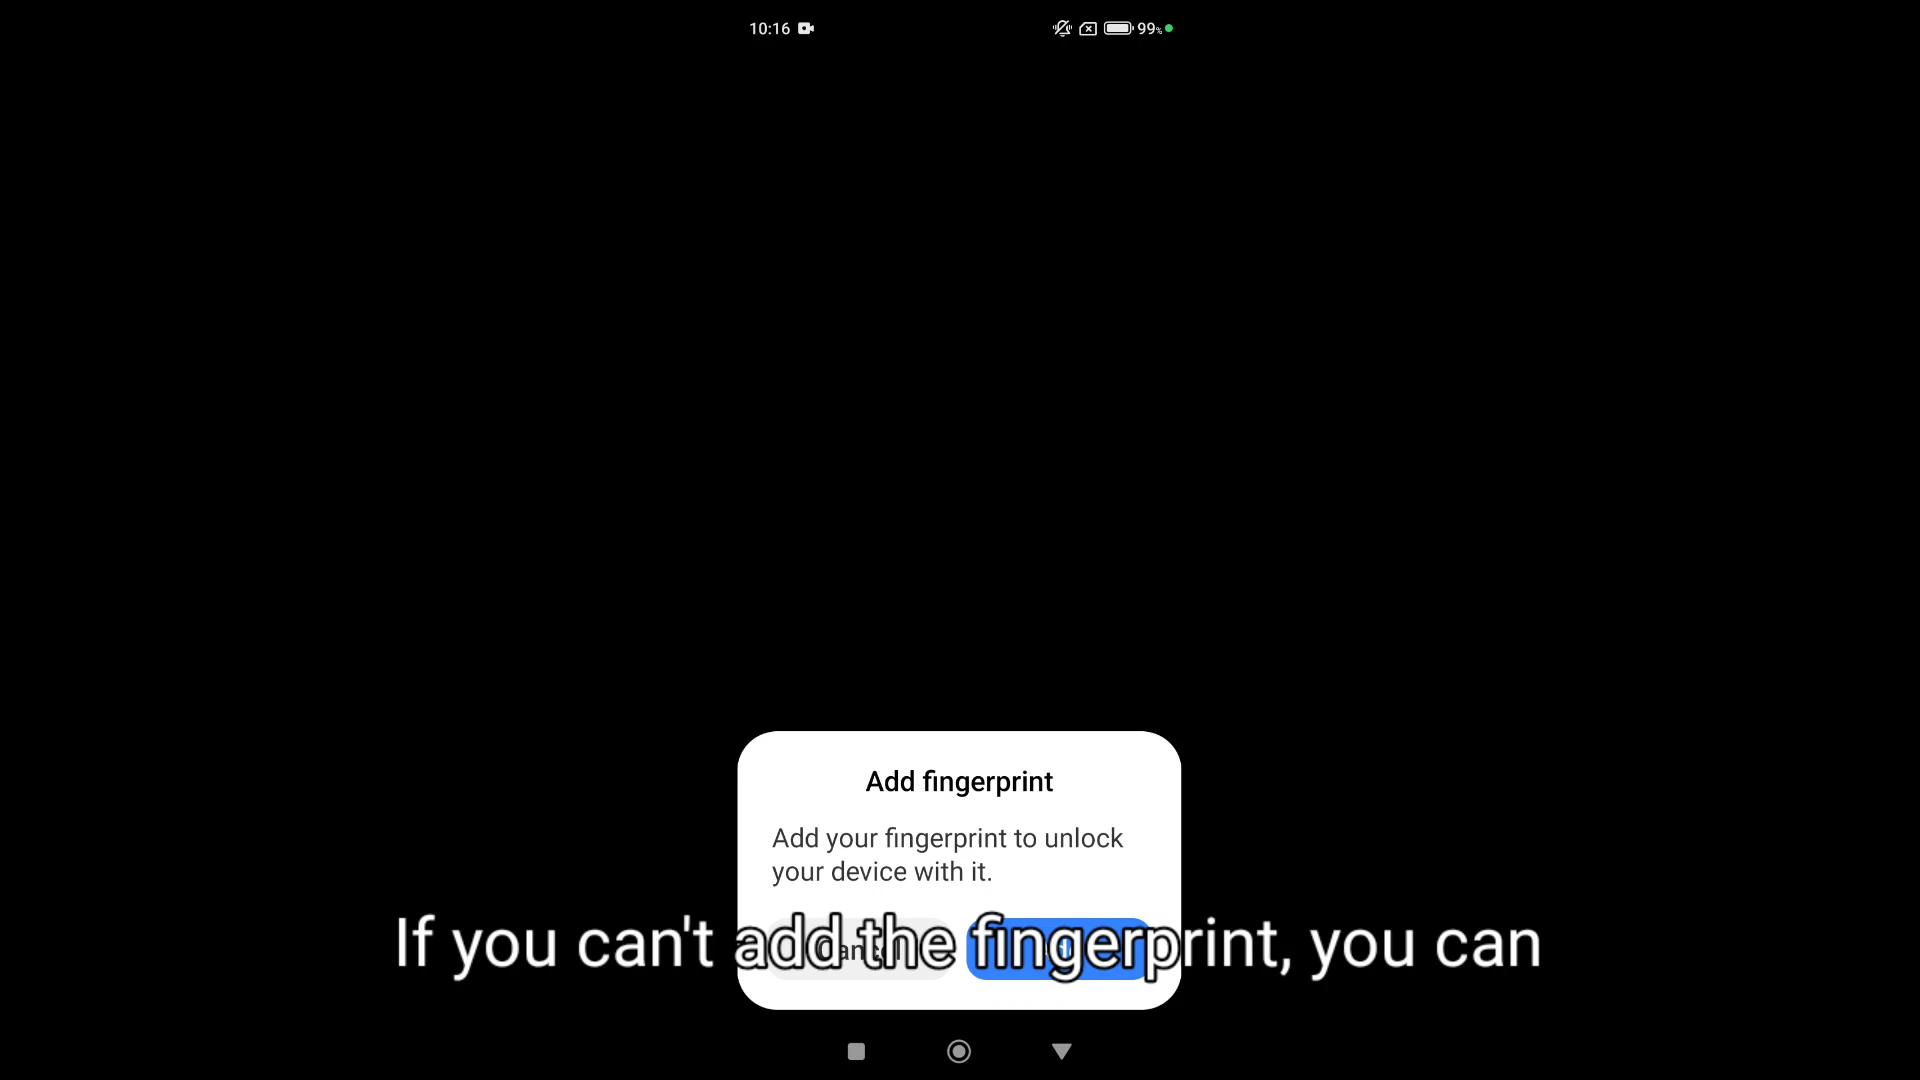 10:16 99%
Add fingerprint
Add your fingerprint to unlock
your device with it.
Cancel
If you can't add the fingerprint, you can